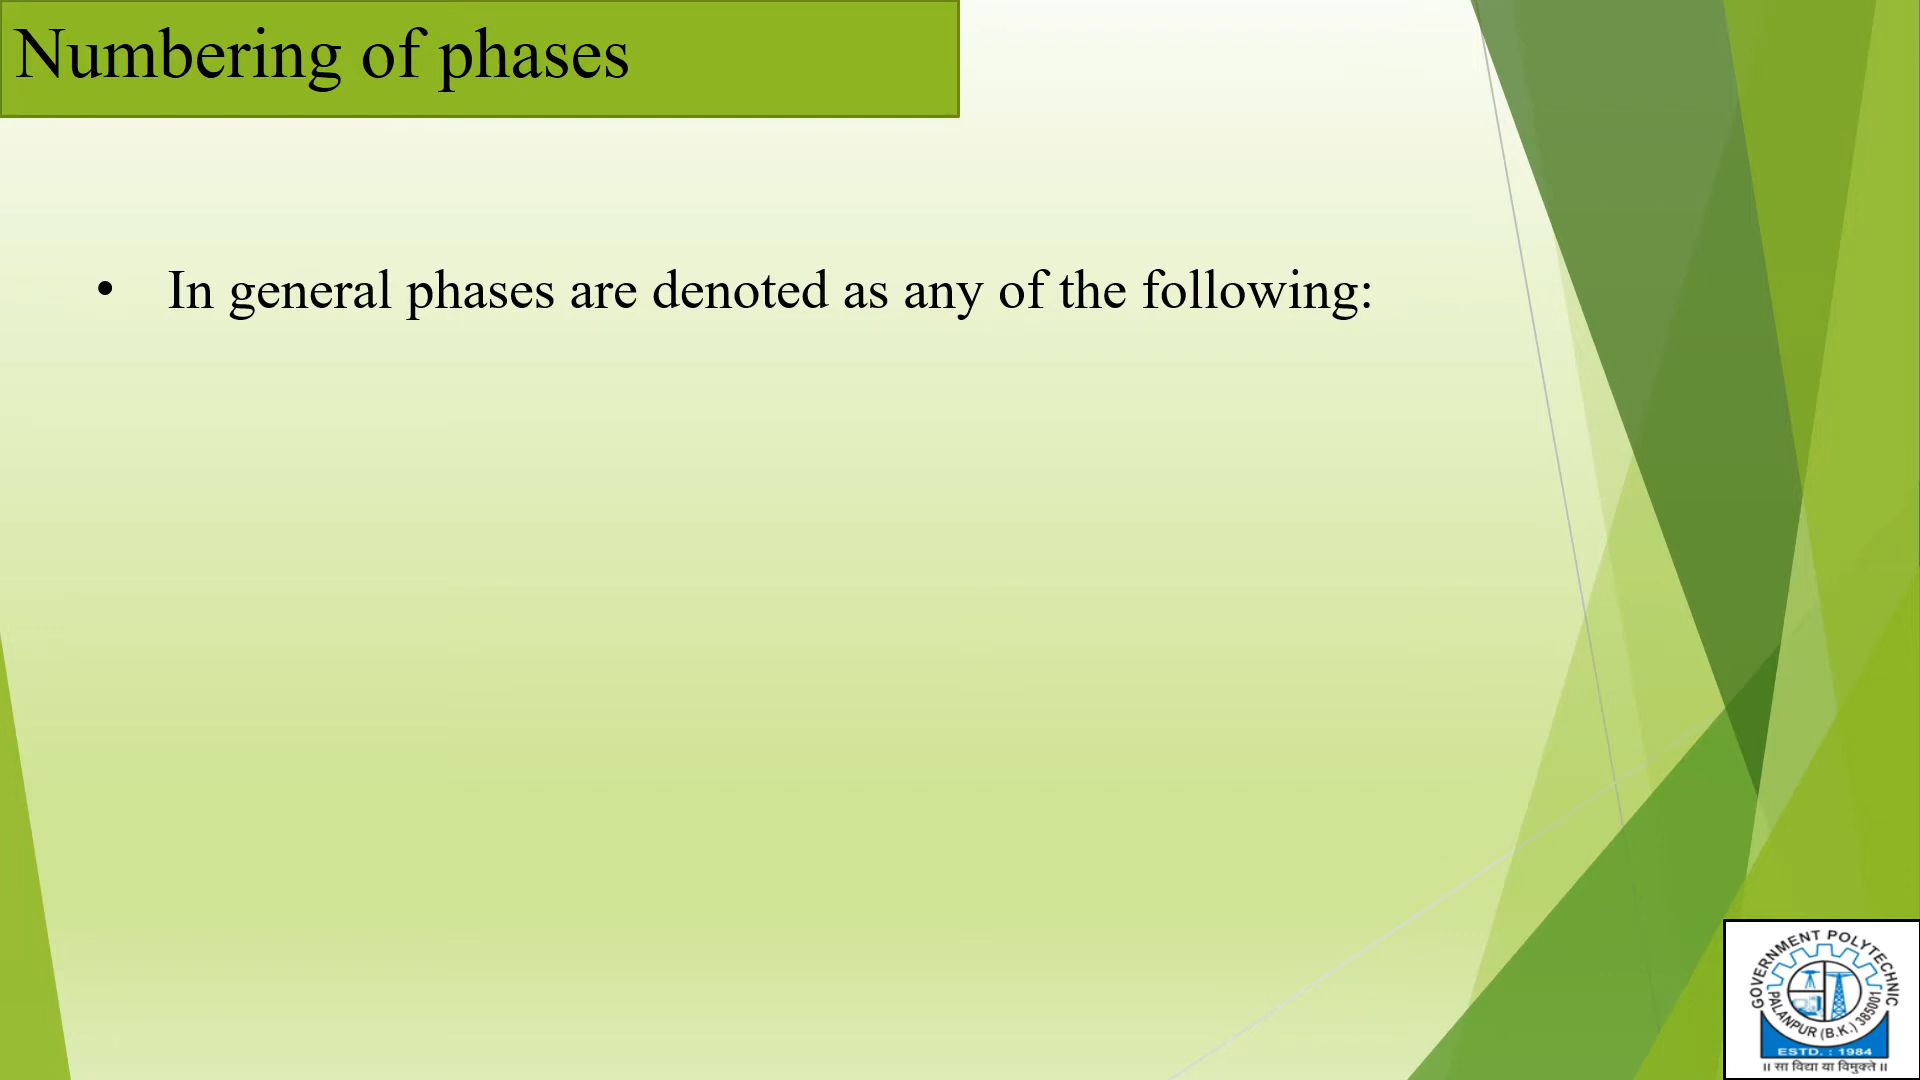 Numbering of phases
• In general phases are denoted as any of the following:
GOVERNMENT POLYTECHNIC
PALANPUR (B.K.) 385001
ESTD. : 1984
॥ सा विद्या या विमुक्ते ॥